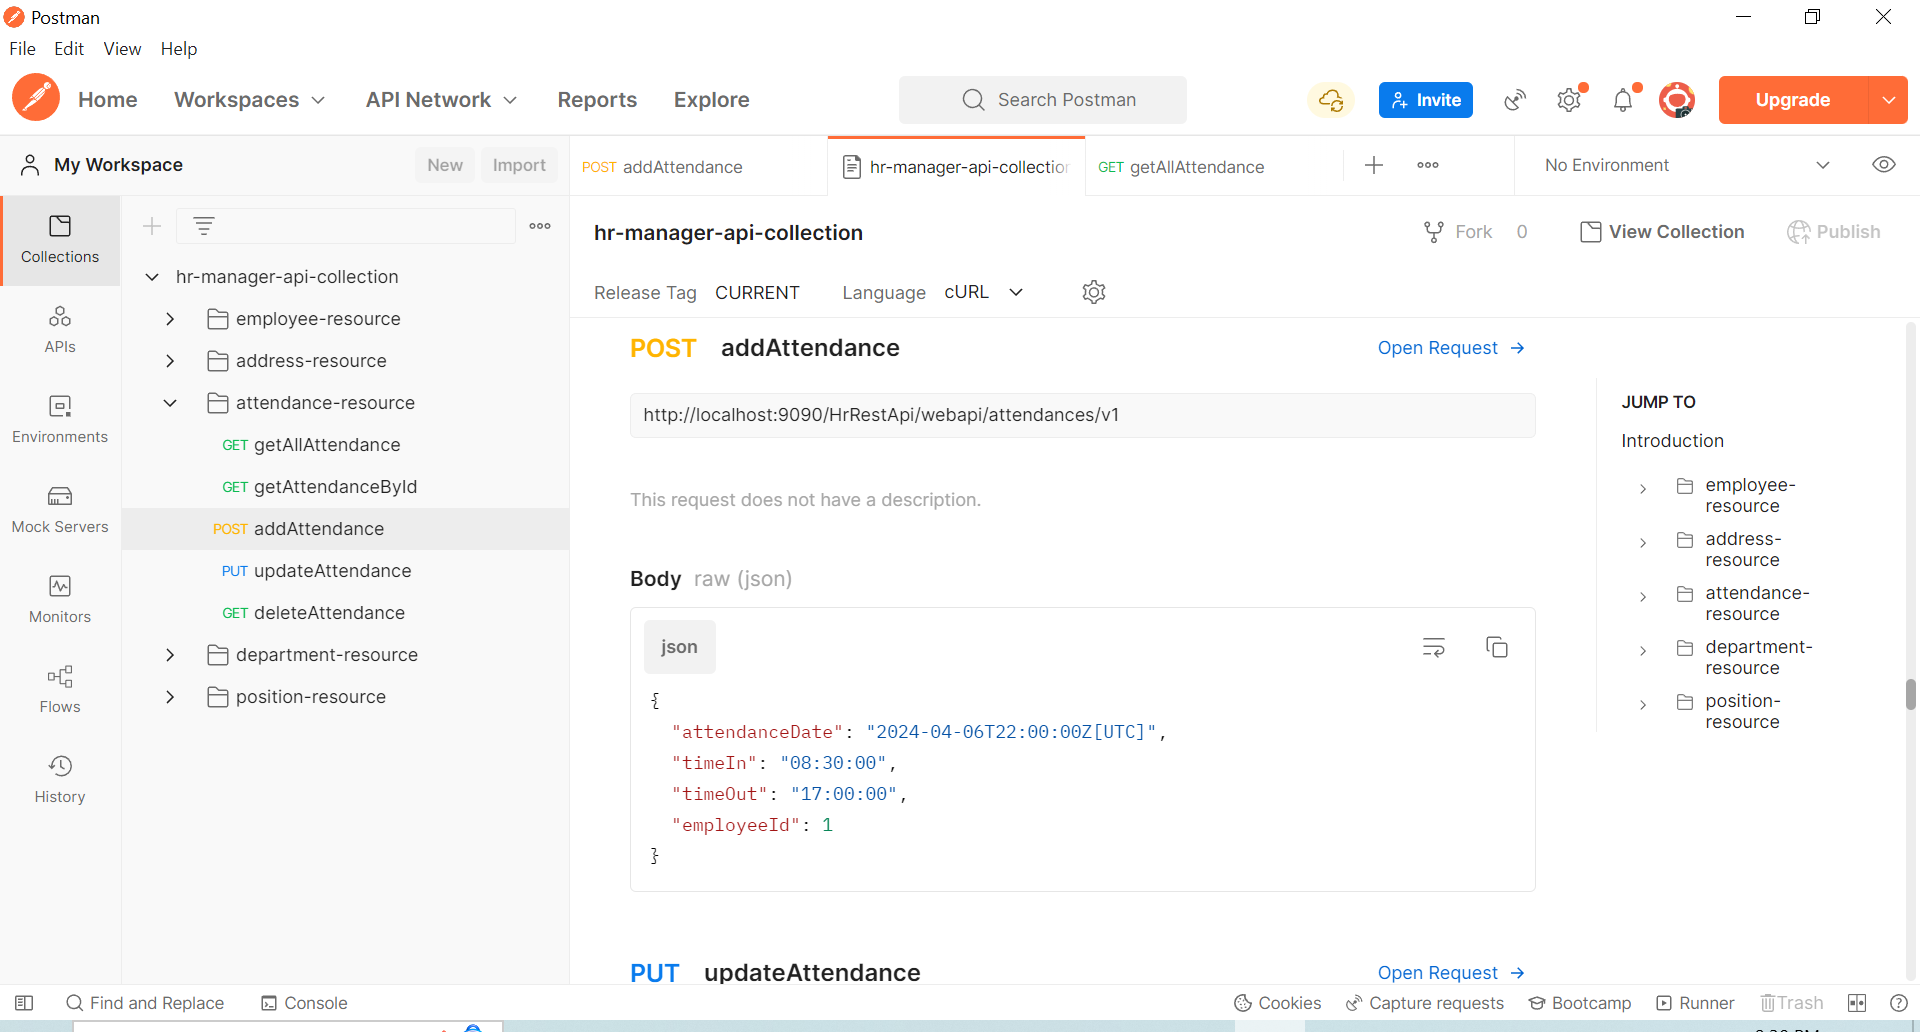 Postman
File Edit View Help
Home Workspaces API Network Reports Explore Search Postman Invite Upgrade
My Workspace New Import
POST addAttendance hr-manager-api-collection GET getAllAttendance No Environment
Collections
APIs
Environments
Mock Servers
Monitors
Flows
History
hr-manager-api-collection
employee-resource
address-resource
attendance-resource
GET getAllAttendance
GET getAttendanceById
POST addAttendance
PUT updateAttendance
GET deleteAttendance
department-resource
position-resource
hr-manager-api-collection Fork 0 View Collection Publish
Release Tag CURRENT Language cURL
POST addAttendance Open Request →
http://localhost:9090/HrRestApi/webapi/attendances/v1
This request does not have a description.
Body raw (json)
json
{
"attendanceDate": "2024-04-06T22:00:00Z[UTC]",
"timeIn": "08:30:00",
"timeOut": "17:00:00",
"employeeId": 1
}
PUT updateAttendance Open Request →
JUMP TO
Introduction
employee-
resource
address-
resource
attendance-
resource
department-
resource
position-
resource
Find and Replace Console Cookies Capture requests Bootcamp Runner Trash